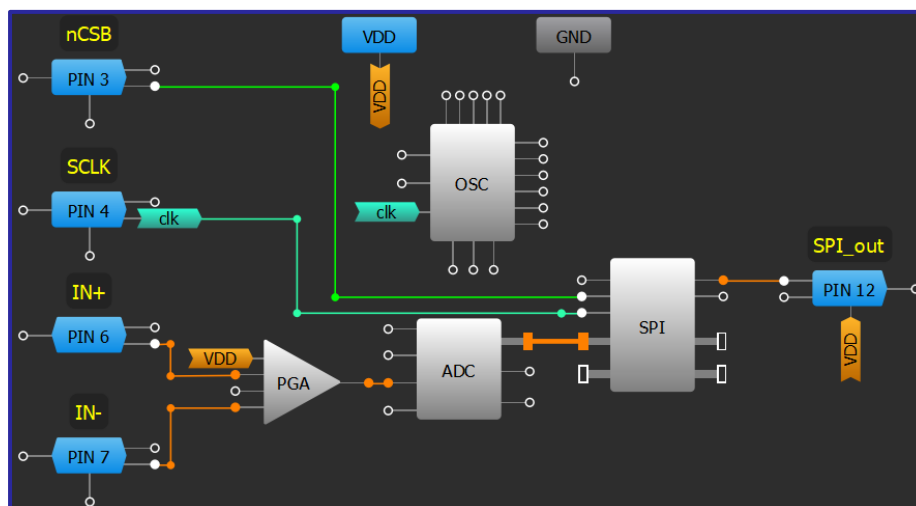 nCSB
VDD
GND
PIN 3
VDD
SCLK
OSC
PIN 4
clk
clk
SPI_out
IN+
PIN 12
PIN 6
SPI
VDD
ADC
VDD
PGA
IN-
PIN 7